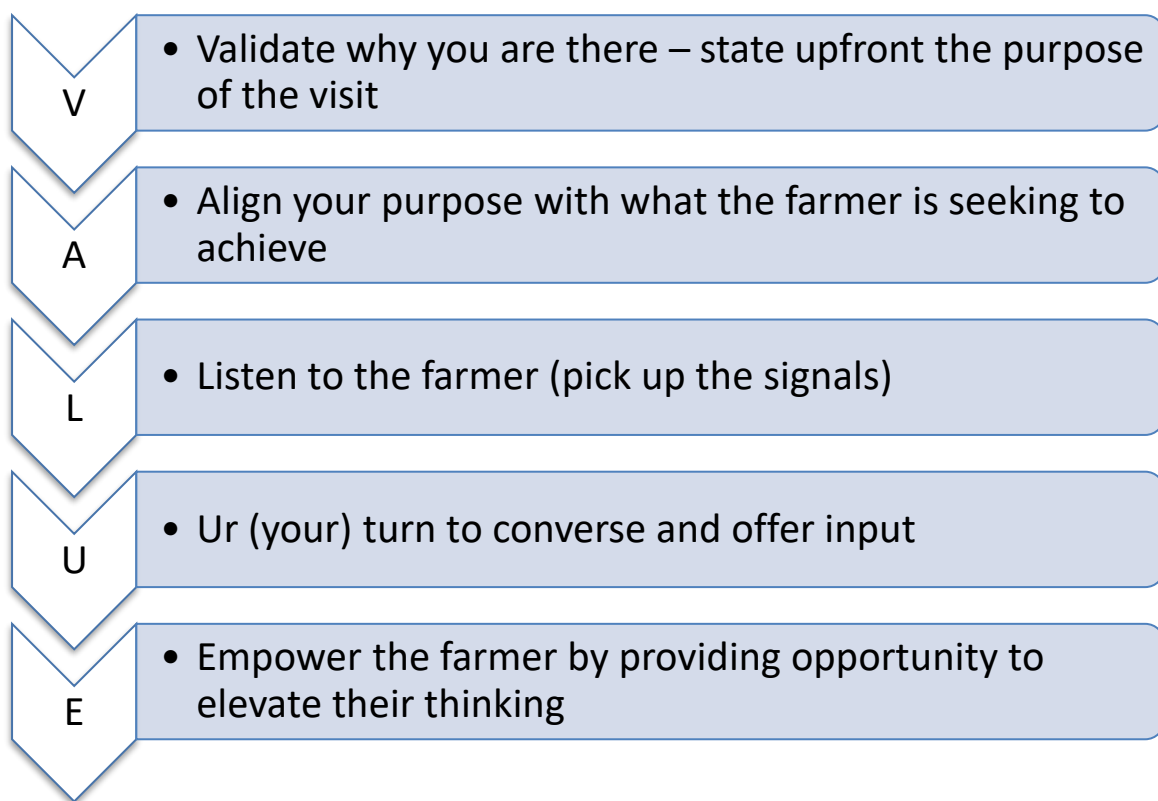 V
• Validate why you are there – state upfront the purpose
of the visit
A
• Align your purpose with what the farmer is seeking to
achieve
L
• Listen to the farmer (pick up the signals)
U
• Ur (your) turn to converse and offer input
E
• Empower the farmer by providing opportunity to
elevate their thinking